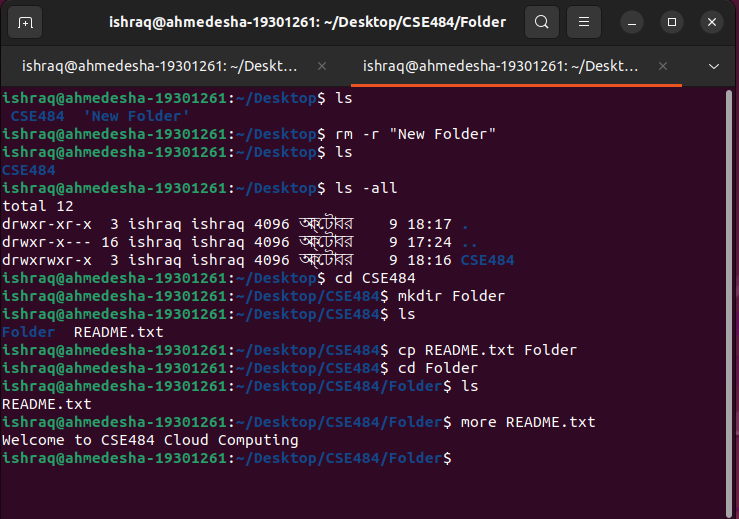 ishraq@ahmedesha-19301261: ~/Desktop/CSE484/Folder
ishraq@ahmedesha-19301261: ~/Deskt...
ishraq@ahmedesha-19301261: ~/Deskt...
ishraq@ahmedesha-19301261:~/Desktop$ ls
CSE484  'New Folder'
ishraq@ahmedesha-19301261:~/Desktop$ rm -r "New Folder"
ishraq@ahmedesha-19301261:~/Desktop$ ls
CSE484
ishraq@ahmedesha-19301261:~/Desktop$ ls -all
total 12
drwxr-xr-x  3 ishraq ishraq 4096 অক্টোবর    9 18:17 .
drwxr-x--- 16 ishraq ishraq 4096 অক্টোবর    9 17:24 ..
drwxrwxr-x  3 ishraq ishraq 4096 অক্টোবর    9 18:16 CSE484
ishraq@ahmedesha-19301261:~/Desktop$ cd CSE484
ishraq@ahmedesha-19301261:~/Desktop/CSE484$ mkdir Folder
ishraq@ahmedesha-19301261:~/Desktop/CSE484$ ls
Folder  README.txt
ishraq@ahmedesha-19301261:~/Desktop/CSE484$ cp README.txt Folder
ishraq@ahmedesha-19301261:~/Desktop/CSE484$ cd Folder
ishraq@ahmedesha-19301261:~/Desktop/CSE484/Folder$ ls
README.txt
ishraq@ahmedesha-19301261:~/Desktop/CSE484/Folder$ more README.txt
Welcome to CSE484 Cloud Computing
ishraq@ahmedesha-19301261:~/Desktop/CSE484/Folder$